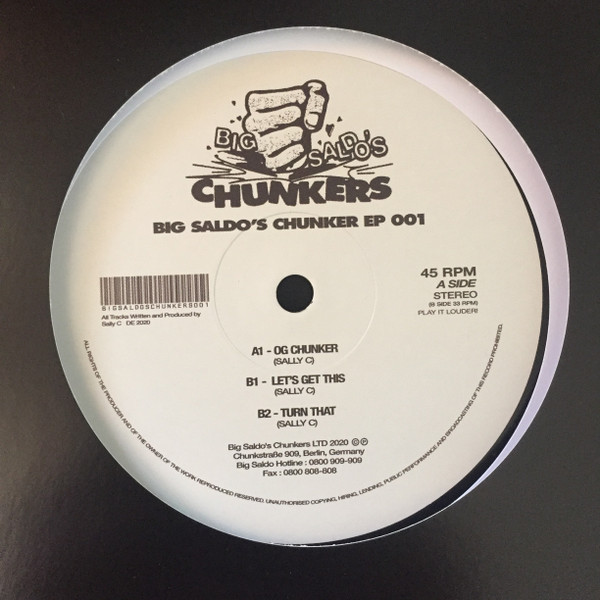 BIG SALDO'S
CHUNKERS
BIG SALDO'S CHUNKER EP 001
BIGSALDOSCHUNKERS001
All Tracks Written and Produced by
Sally C DE 2020
45 RPM
A SIDE
STEREO
(B SIDE 33 RPM)
PLAY IT LOUDER!
A1 - OG CHUNKER
(SALLY C)
B1 - LET'S GET THIS
(SALLY C)
B2 - TURN THAT
(SALLY C)
Big Saldo's Chunkers LTD 2020 ©℗
Chunkstraße 909, Berlin, Germany
Big Saldo Hotline : 0800 909-909
Fax : 0800 808-808
ALL RIGHTS OF THE PRODUCER AND OF THE OWNER OF THE WORK REPRODUCED RESERVED. UNAUTHORISED COPYING, HIRING, LENDING, PUBLIC PERFORMANCE AND BROADCASTING OF THIS RECORD PROHIBITED.